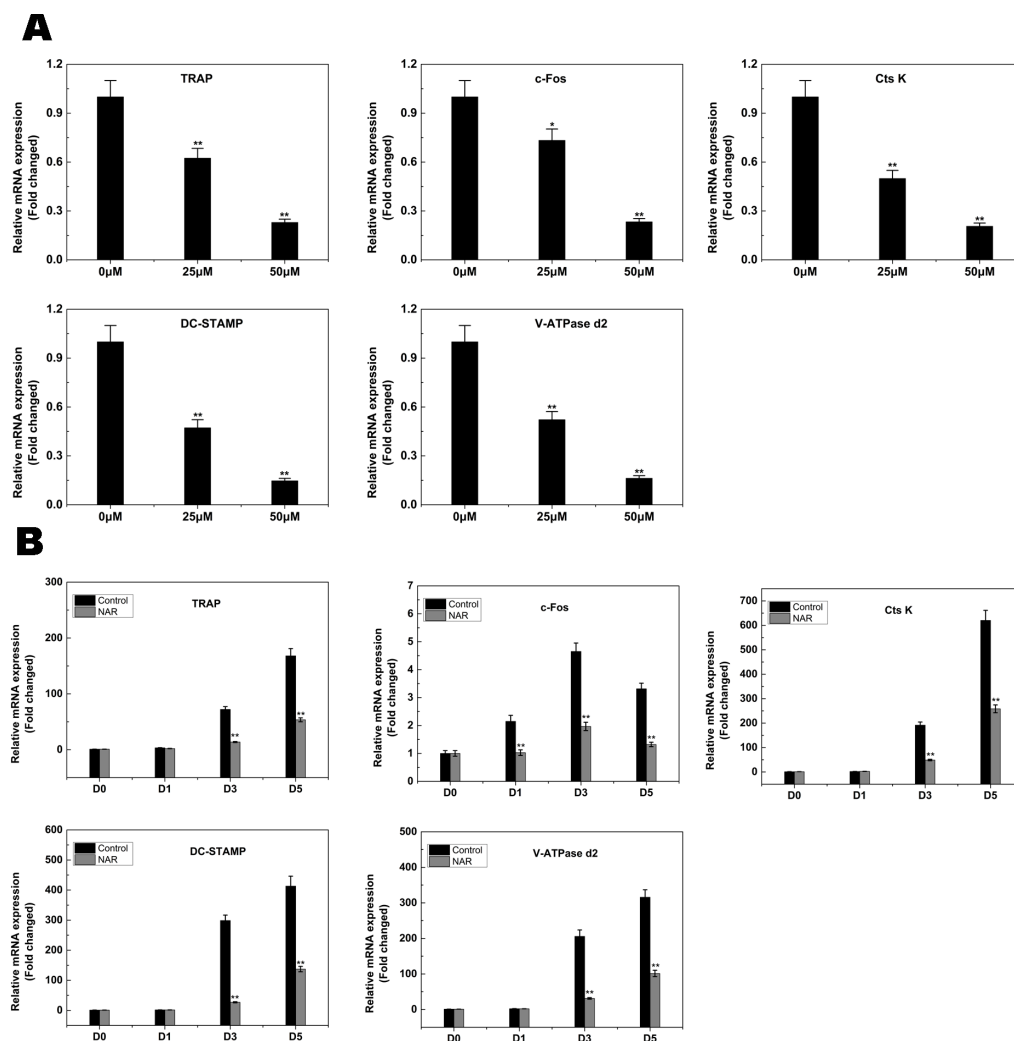 A
TRAP
Relative mRNA expression
(Fold changed)
1.2
0.9
0.6
0.3
0.0
**
**
0μM
25μM
50μM
c-Fos
Relative mRNA expression
(Fold changed)
1.2
0.9
0.6
0.3
0.0
*
**
0μM
25μM
50μM
Cts K
Relative mRNA expression
(Fold changed)
1.2
0.9
0.6
0.3
0.0
**
**
0μM
25μM
50μM
DC-STAMP
Relative mRNA expression
(Fold changed)
1.2
0.9
0.6
0.3
0.0
**
**
0μM
25μM
50μM
V-ATPase d2
Relative mRNA expression
(Fold changed)
1.2
0.9
0.6
0.3
0.0
**
**
0μM
25μM
50μM
B
TRAP
Control
NAR
Relative mRNA expression
(Fold changed)
300
200
100
50
0
**
**
D0
D1
D3
D5
c-Fos
Control
NAR
Relative mRNA expression
(Fold changed)
7
6
5
4
3
2
1
0
**
**
**
D0
D1
D3
D5
Cts K
Control
NAR
Relative mRNA expression
(Fold changed)
700
600
500
400
300
200
100
0
**
**
D0
D1
D3
D5
DC-STAMP
Control
NAR
Relative mRNA expression
(Fold changed)
600
500
400
300
200
100
0
**
**
D0
D1
D3
D5
V-ATPase d2
Control
NAR
Relative mRNA expression
(Fold changed)
500
400
300
200
100
0
**
**
D0
D1
D3
D5